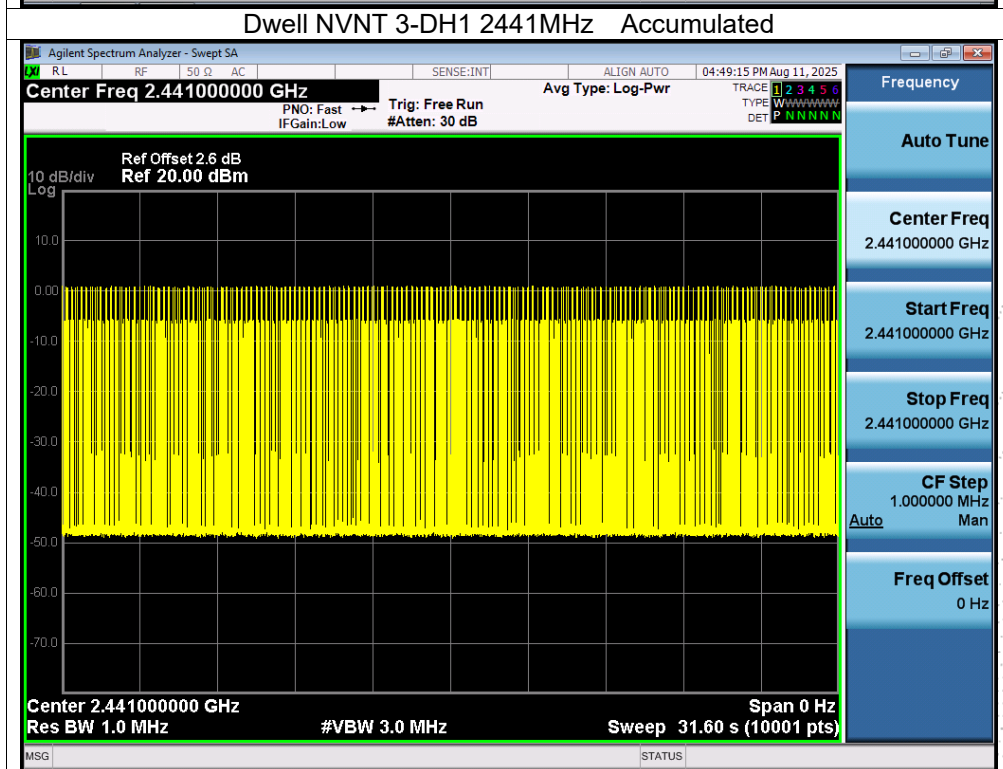 Dwell NVNT 3-DH1 2441MHz Accumulated
Agilent Spectrum Analyzer - Swept SA
LXI RL RF 50 Ω AC SENSE:INT ALIGN AUTO 04:49:15 PM Aug 11, 2025
Center Freq 2.441000000 GHz
PNO: Fast
IFGain:Low
Trig: Free Run
#Atten: 30 dB
Avg Type: Log-Pwr
TRACE 1 2 3 4 5 6
TYPE WWWWWW
DET P N N N N N
Ref Offset 2.6 dB
10 dB/div Ref 20.00 dBm
Log
10.0
0.00
-10.0
-20.0
-30.0
-40.0
-50.0
-60.0
-70.0
Center 2.441000000 GHz Span 0 Hz
Res BW 1.0 MHz #VBW 3.0 MHz Sweep 31.60 s (10001 pts)
MSG STATUS
Frequency
Auto Tune
Center Freq
2.441000000 GHz
Start Freq
2.441000000 GHz
Stop Freq
2.441000000 GHz
CF Step
1.000000 MHz
Auto Man
Freq Offset
0 Hz